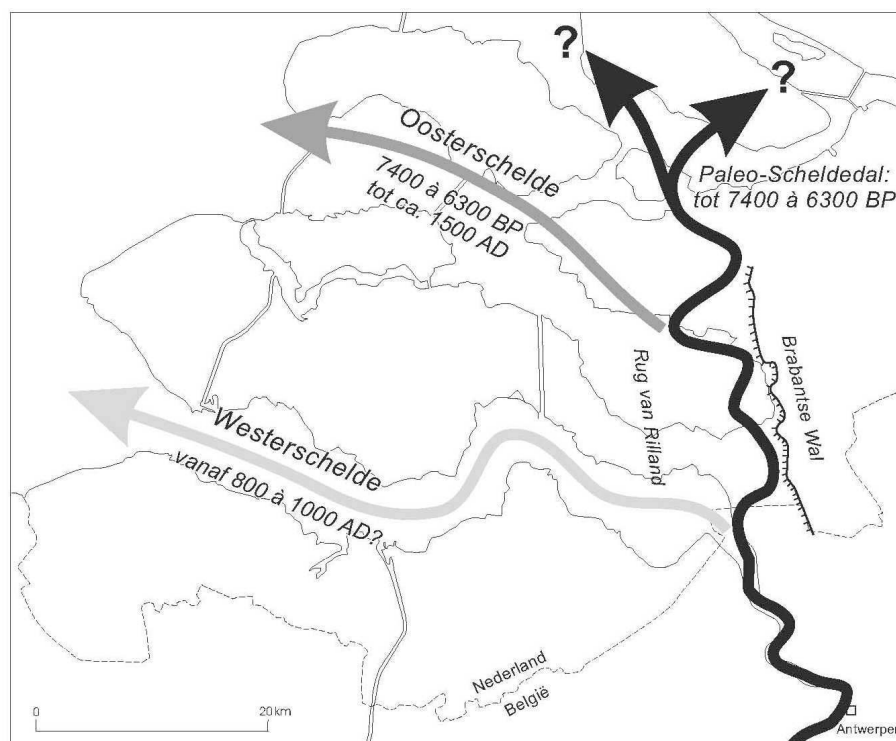 ?
?
Oosterschelde
7400 à 6300 BP
tot ca. 1500 AD
Paleo-Scheldedal:
tot 7400 à 6300 BP
Brabantse Wal
Rug van Rilland
Westerschelde
vanaf 800 à 1000 AD?
Nederland
België
0
20 km
Antwerpen